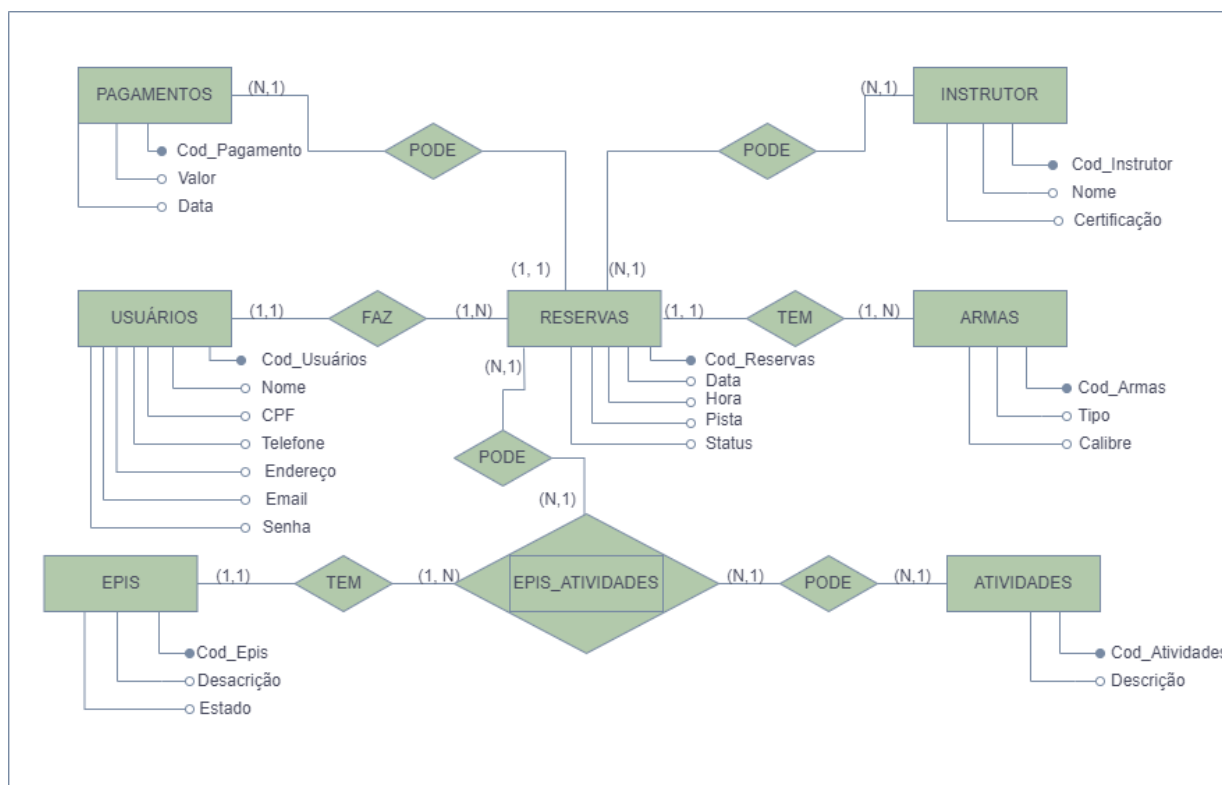 PAGAMENTOS
(N,1)
PODE
Cod_Pagamento
Valor
Data
(N,1)
INSTRUTOR
PODE
Cod_Instrutor
Nome
Certificação
(1, 1)
(N,1)
USUÁRIOS
(1,1)
FAZ
(1,N)
RESERVAS
(1, 1)
TEM
(1, N)
ARMAS
Cod_Usuários
Nome
CPF
Telefone
Endereço
Email
Senha
(N,1)
Cod_Reservas
Data
Hora
Pista
Status
Cod_Armas
Tipo
Calibre
PODE
(N,1)
EPIS
(1,1)
TEM
(1, N)
EPIS_ATIVIDADES
(N,1)
PODE
(N,1)
ATIVIDADES
Cod_Epis
Desacrição
Estado
Cod_Atividades
Descrição